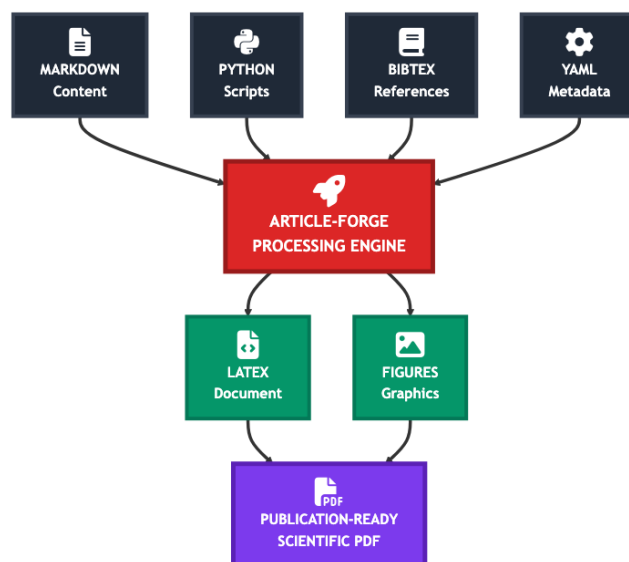 MARKDOWN
Content
PYTHON
Scripts
BIBTEX
References
YAML
Metadata
ARTICLE-FORGE
PROCESSING ENGINE
LATEX
Document
FIGURES
Graphics
PDF
PUBLICATION-READY
SCIENTIFIC PDF